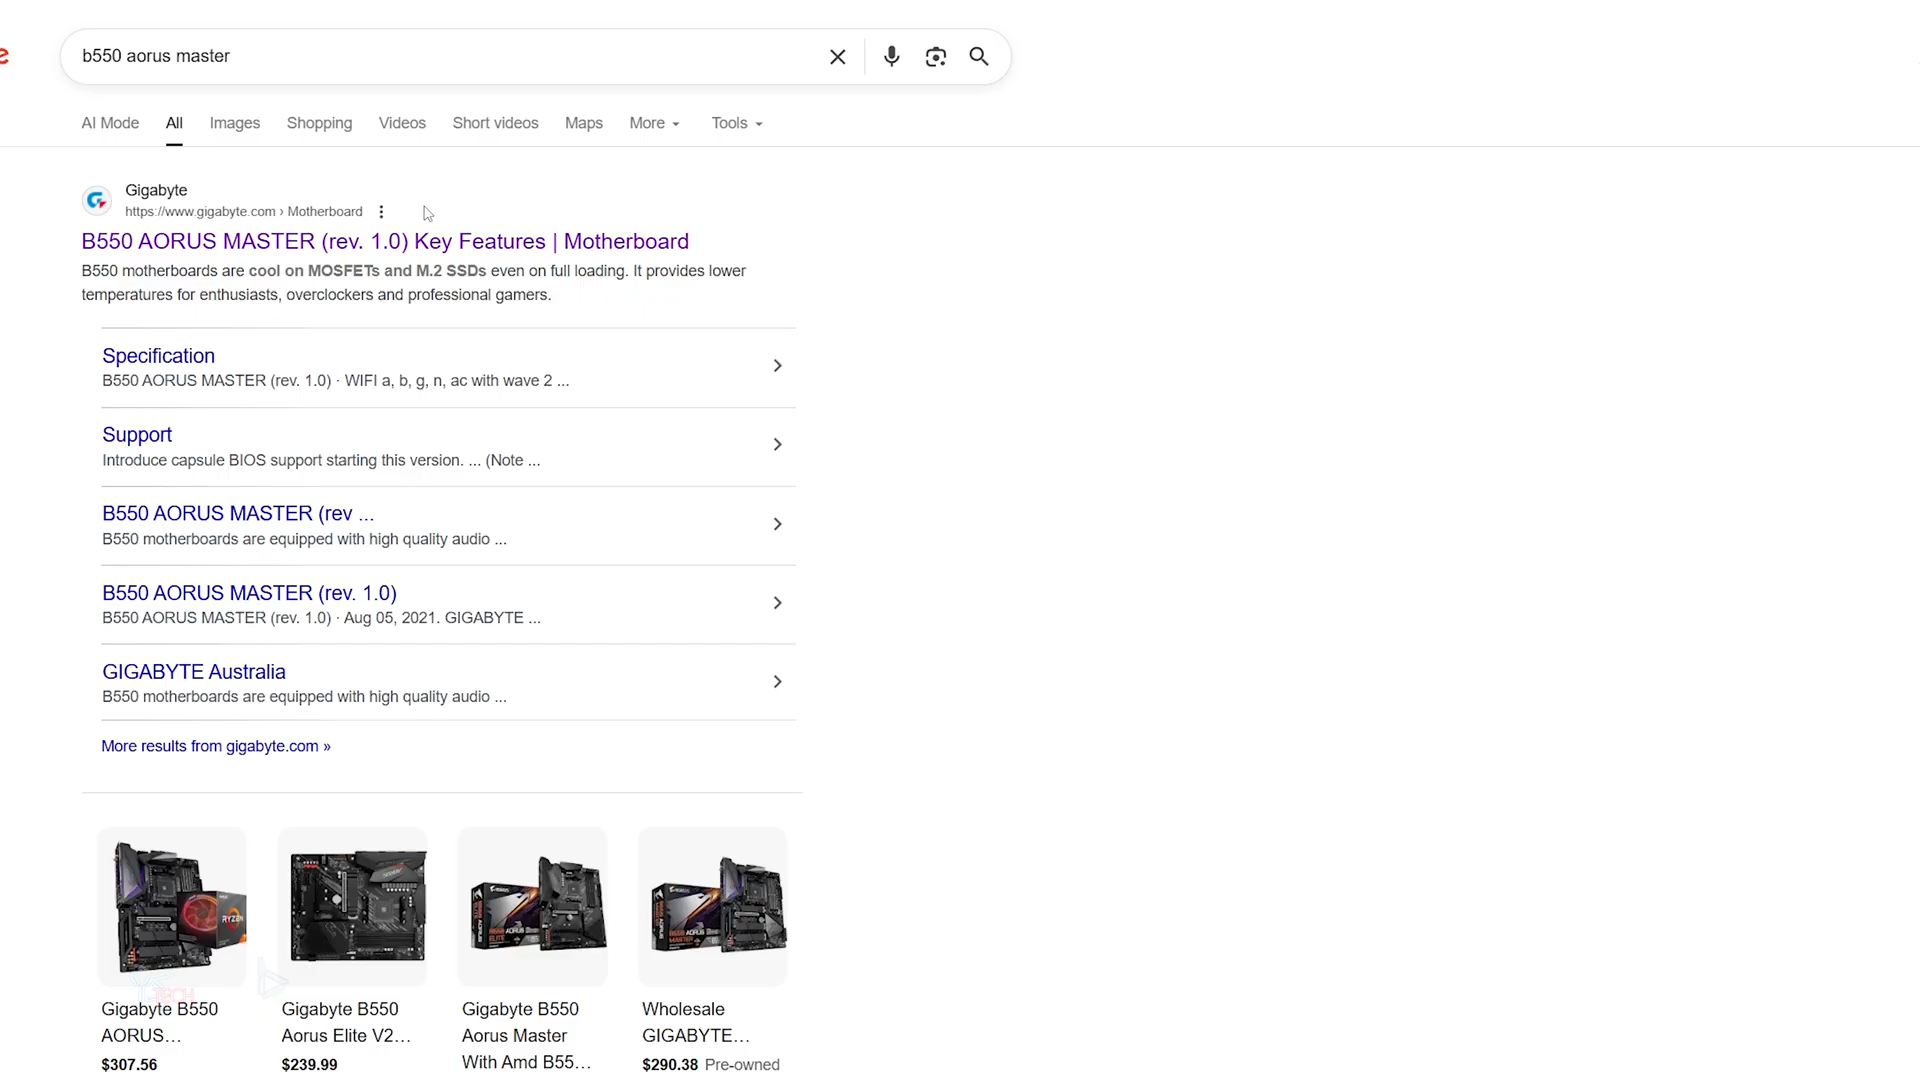 b550 aorus master
AI Mode All Images Shopping Videos Short videos Maps More Tools
Gigabyte
https://www.gigabyte.com › Motherboard
B550 AORUS MASTER (rev. 1.0) Key Features | Motherboard
B550 motherboards are cool on MOSFETs and M.2 SSDs even on full loading. It provides lower
temperatures for enthusiasts, overclockers and professional gamers.
Specification
B550 AORUS MASTER (rev. 1.0) · WIFI a, b, g, n, ac with wave 2 ...
Support
Introduce capsule BIOS support starting this version. ... (Note ...
B550 AORUS MASTER (rev ...
B550 motherboards are equipped with high quality audio ...
B550 AORUS MASTER (rev. 1.0)
B550 AORUS MASTER (rev. 1.0) · Aug 05, 2021. GIGABYTE ...
GIGABYTE Australia
B550 motherboards are equipped with high quality audio ...
More results from gigabyte.com »
RYZEN
Gigabyte B550
AORUS…
$307.56
Gigabyte B550
Aorus Elite V2…
$239.99
Gigabyte B550
Aorus Master
With Amd B55…
Wholesale
GIGABYTE…
$290.38 Pre-owned